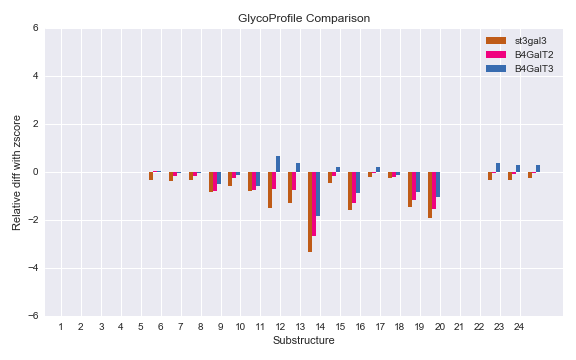 GlycoProfile Comparison
6
4
2
0
−2
−4
−6
Relative diff with zscore
st3gal3
B4GalT2
B4GalT3
1 2 3 4 5 6 7 8 9 10 11 12 13 14 15 16 17 18 19 20 21 22 23 24
Substructure